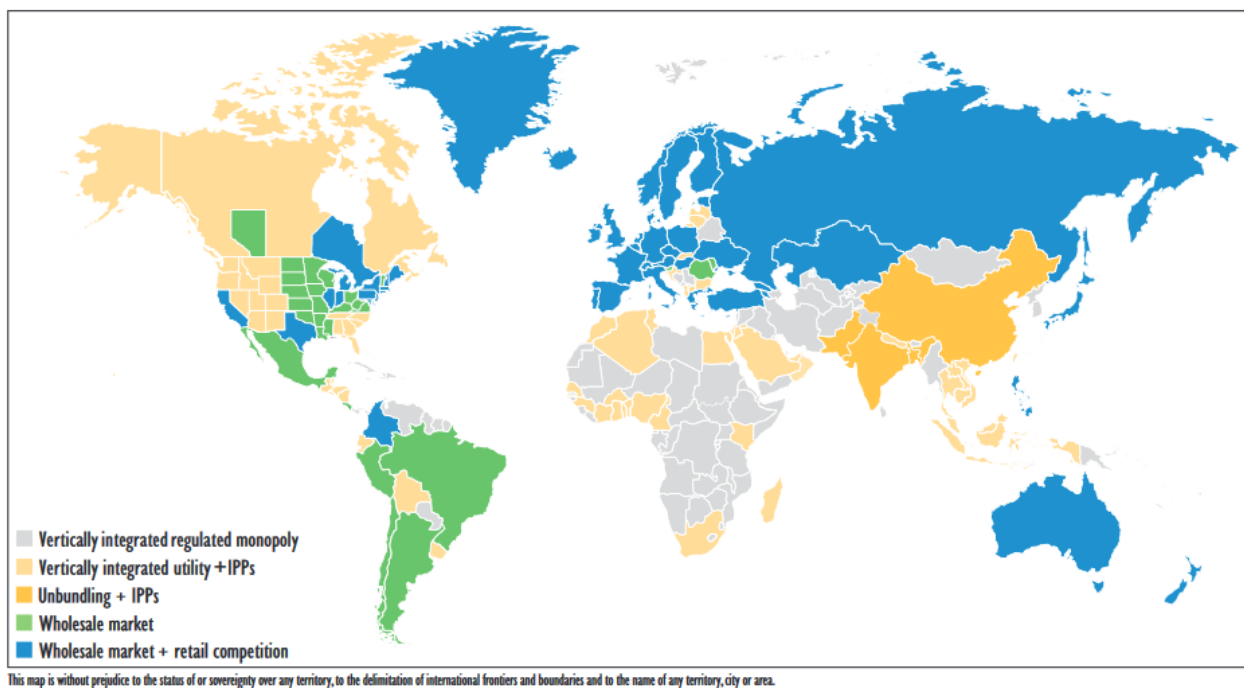 Vertically integrated regulated monopoly
Vertically integrated utility +IPPs
Unbundling + IPPs
Wholesale market
Wholesale market + retail competition
This map is without prejudice to the status of or sovereignty over any territory, to the delimitation of international frontiers and boundaries and to the name of any territory, city or area.